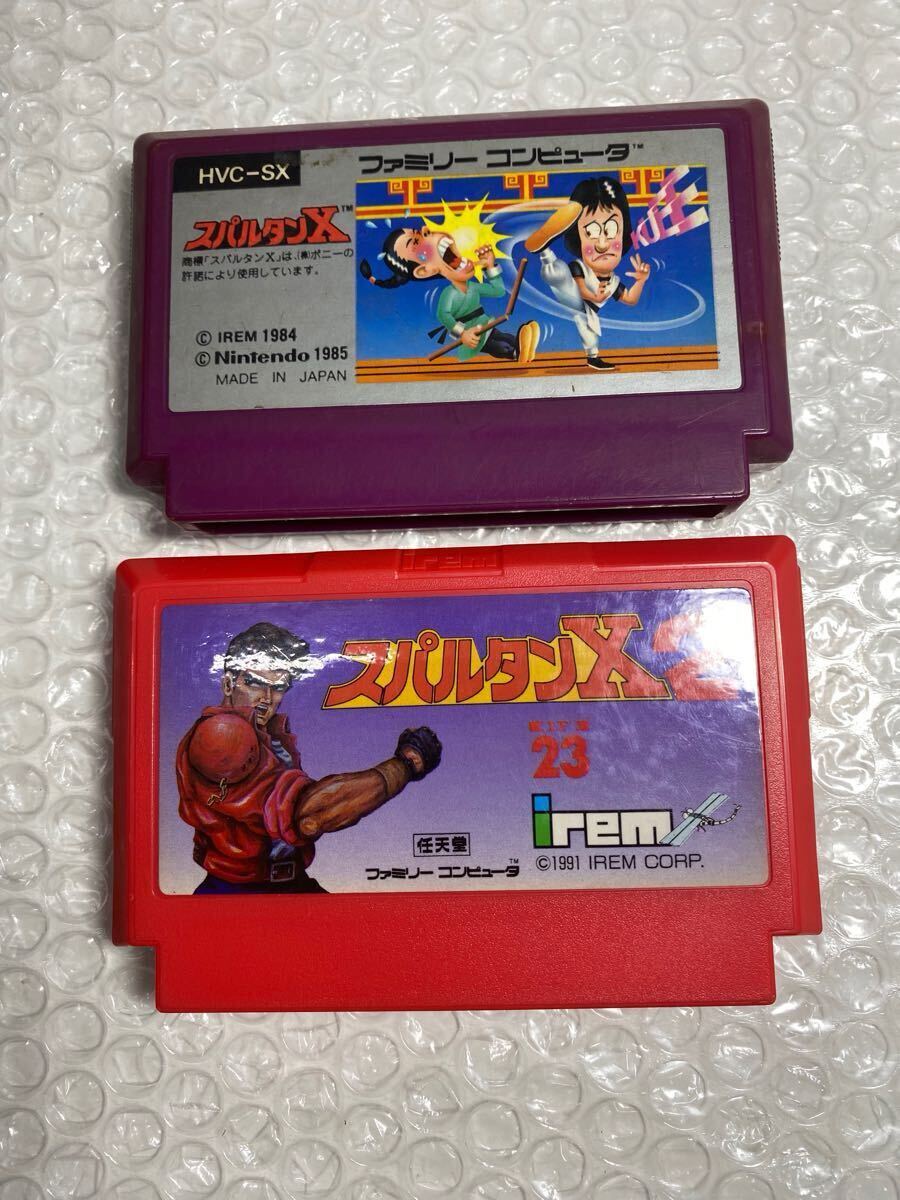 HVC-SX
ファミリー コンピュータ™
スパルタンX™
商標「スパルタンX」は、(株)ポニーの
許諾により使用しています。
© IREM 1984
© Nintendo 1985
MADE IN JAPAN
irem
スパルタンX2
23
irem
任天堂
ファミリー コンピュータ™
©1991 IREM CORP.